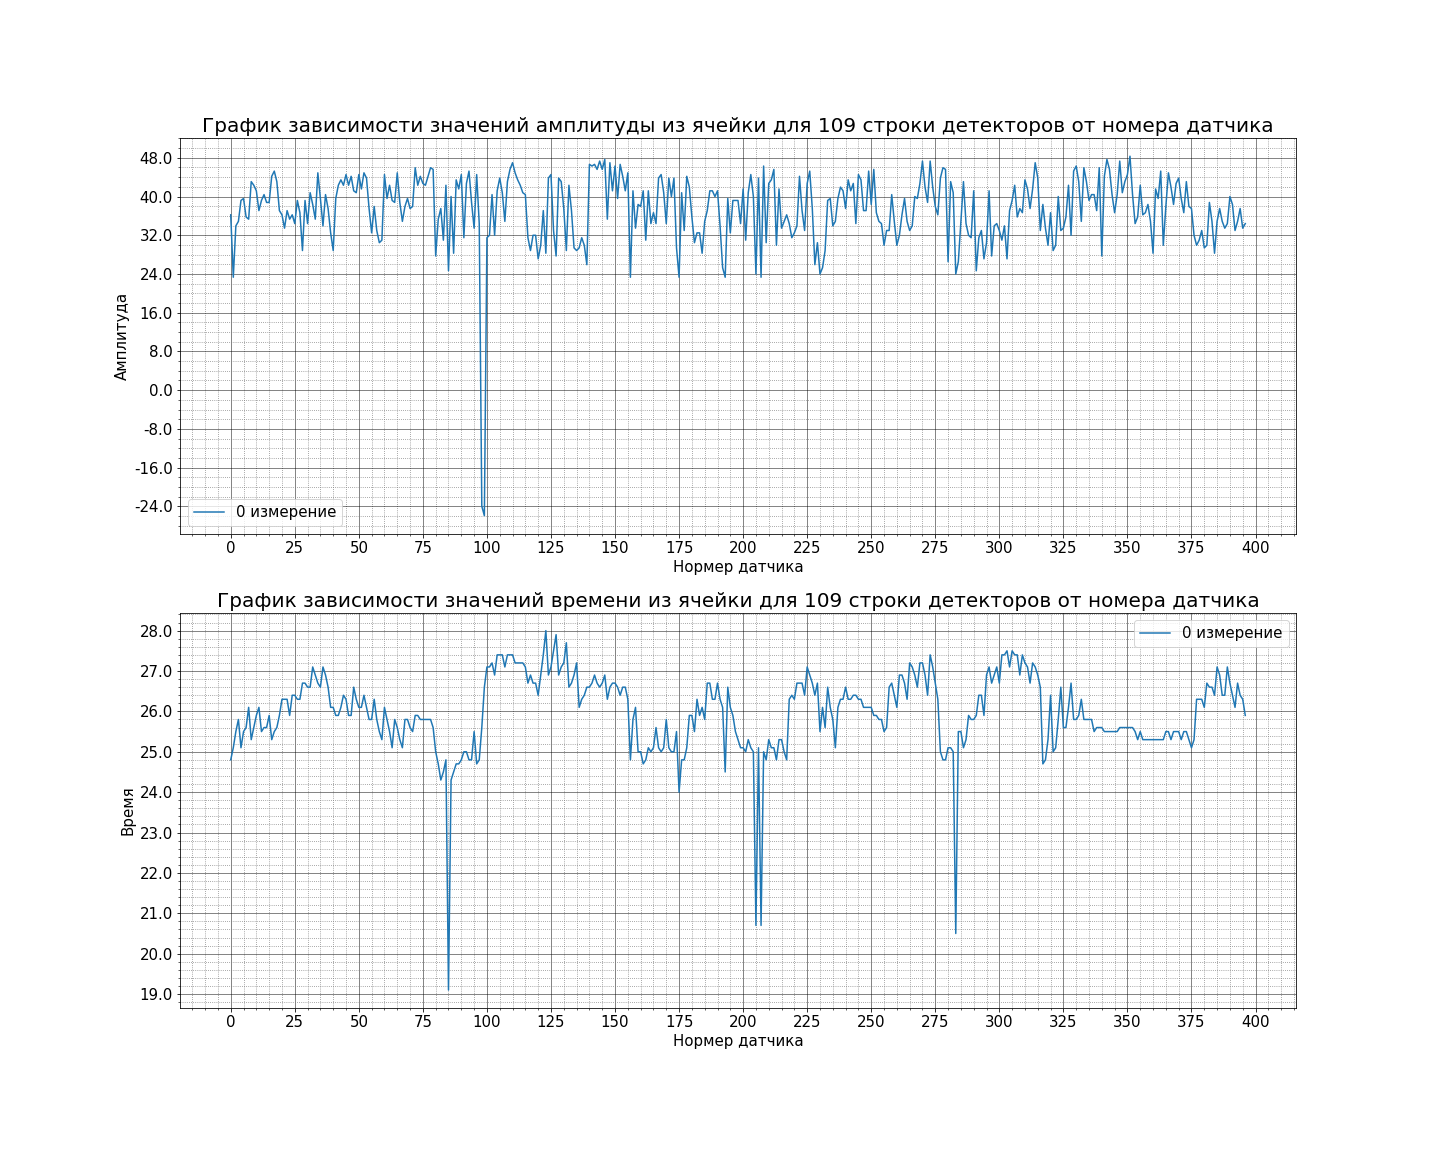 График зависимости значений амплитуды из ячейки для 109 строки детекторов от номера датчика
48.0
40.0
32.0
24.0
16.0
8.0
0.0
-8.0
-16.0
-24.0
Амплитуда
0 измерение
0 25 50 75 100 125 150 175 200 225 250 275 300 325 350 375 400
Нормер датчика
График зависимости значений времени из ячейки для 109 строки детекторов от номера датчика
28.0
27.0
26.0
25.0
24.0
23.0
22.0
21.0
20.0
19.0
Время
0 измерение
0 25 50 75 100 125 150 175 200 225 250 275 300 325 350 375 400
Нормер датчика